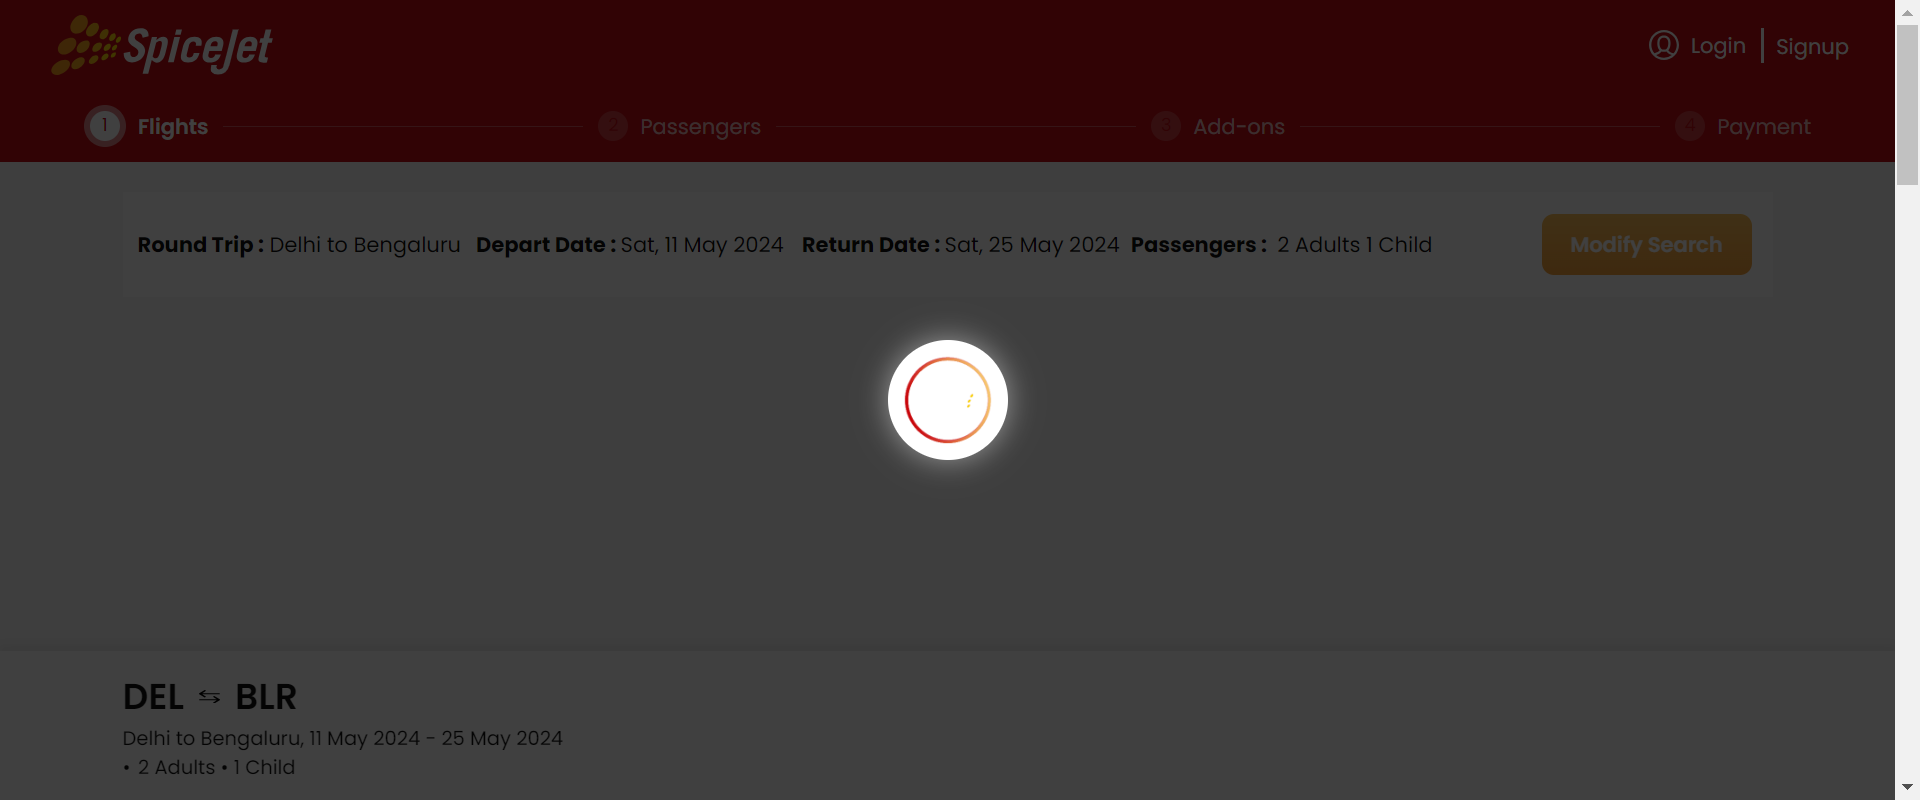 SpiceJet
Login
Signup
1 Flights
2 Passengers
3 Add-ons
4 Payment
Round Trip : Delhi to Bengaluru Depart Date : Sat, 11 May 2024 Return Date : Sat, 25 May 2024 Passengers : 2 Adults 1 Child
Modify Search
DEL ⇆ BLR
Delhi to Bengaluru, 11 May 2024 - 25 May 2024
• 2 Adults • 1 Child